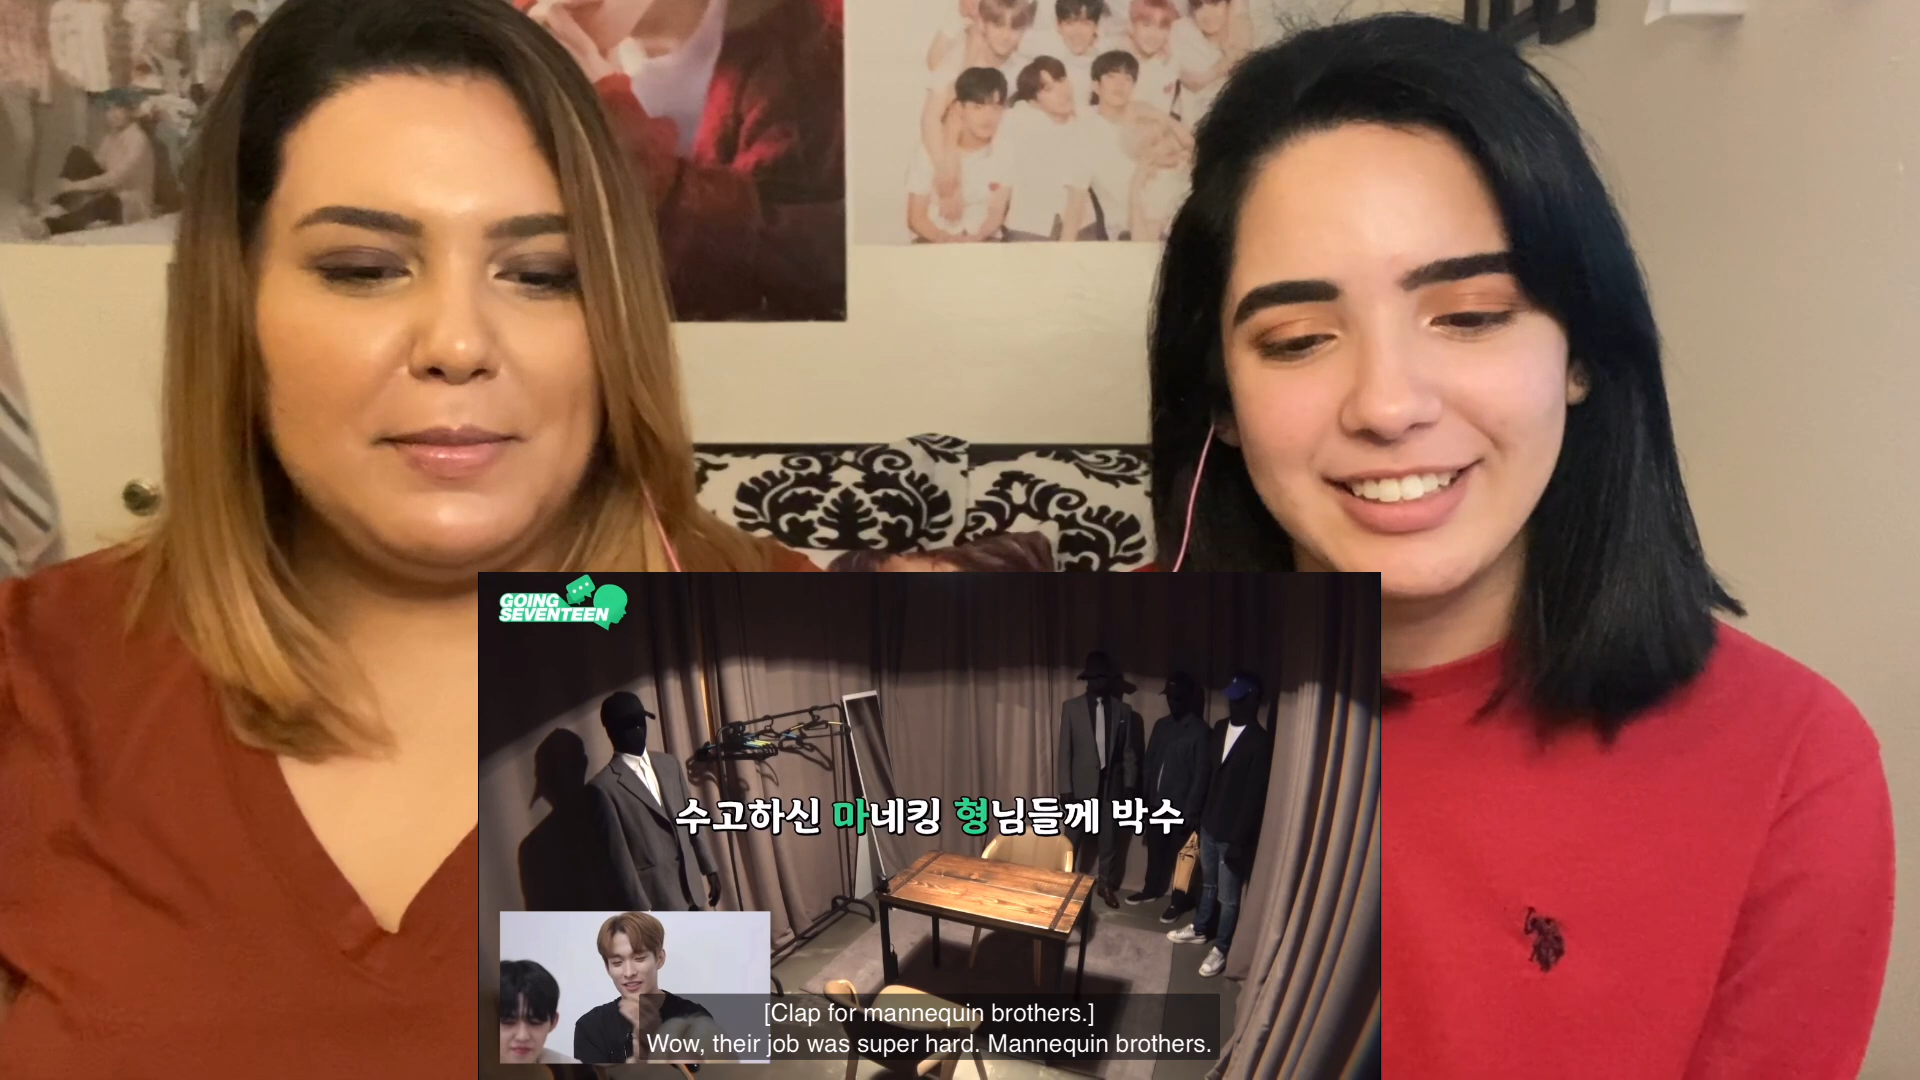 GOING
SEVENTEEN
수고하신 마네킹 형님들께 박수
[Clap for mannequin brothers.]
Wow, their job was super hard. Mannequin brothers.